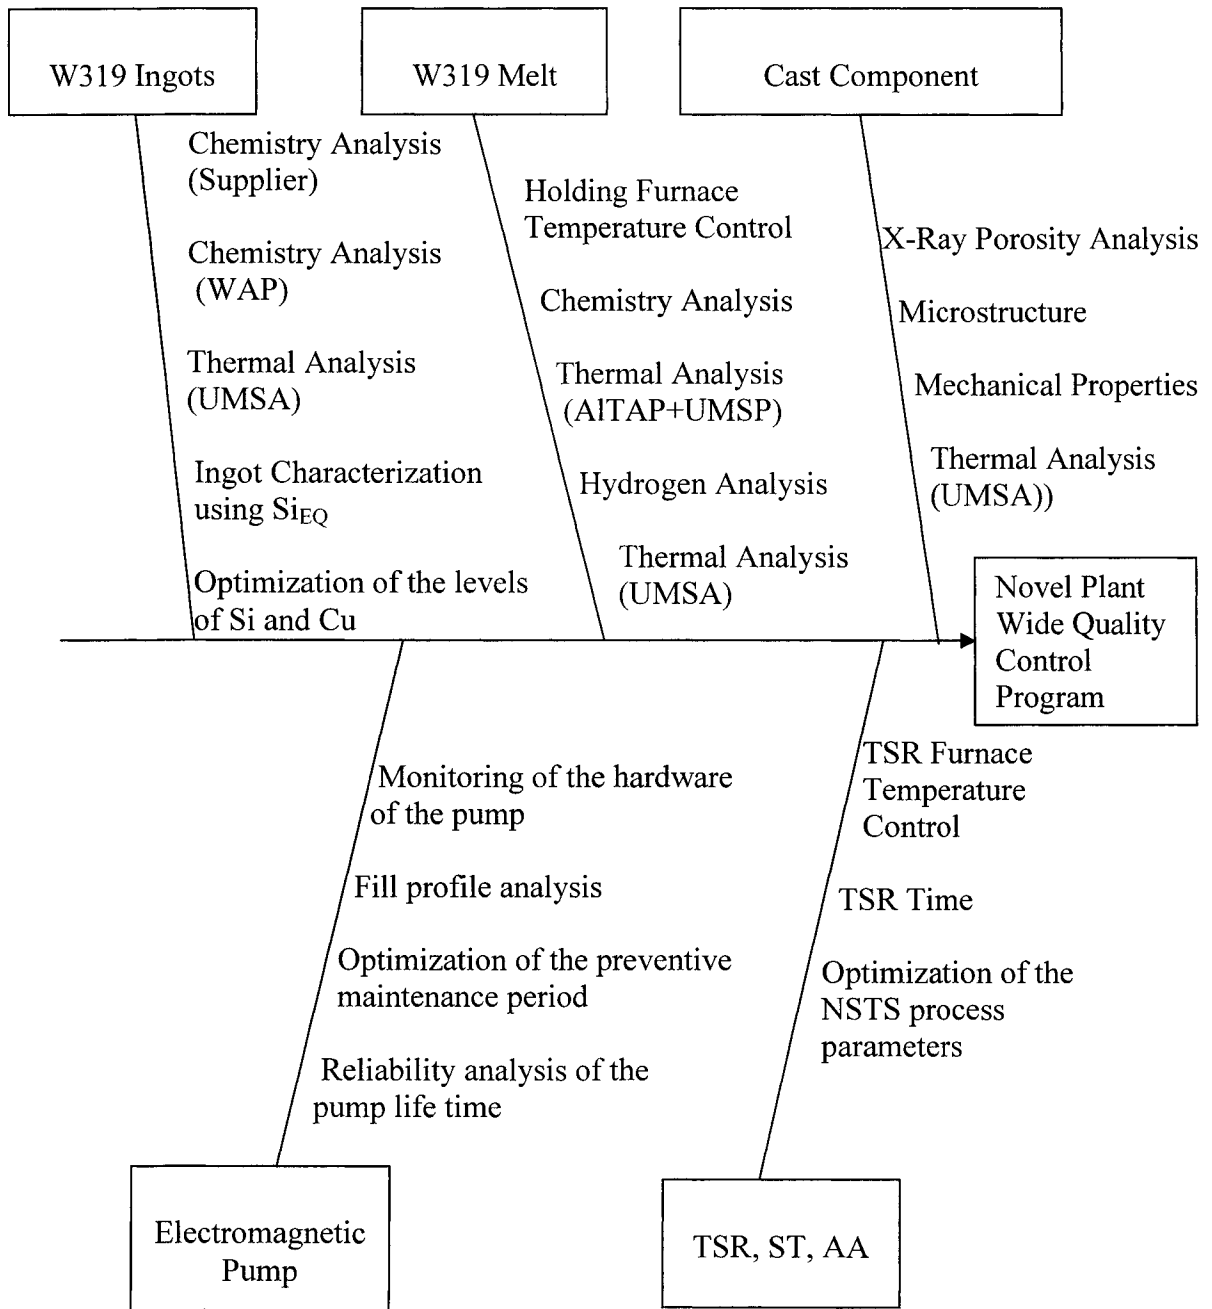 W319 Ingots
W319 Melt
Cast Component
Chemistry Analysis
(Supplier)
Chemistry Analysis
(WAP)
Thermal Analysis
(UMSA)
Ingot Characterization
using SiEQ
Optimization of the levels
of Si and Cu
Holding Furnace
Temperature Control
Chemistry Analysis
Thermal Analysis
(AlTAP+UMSP)
Hydrogen Analysis
Thermal Analysis
(UMSA)
X-Ray Porosity Analysis
Microstructure
Mechanical Properties
Thermal Analysis
(UMSA))
Novel Plant
Wide Quality
Control
Program
Monitoring of the hardware
of the pump
Fill profile analysis
Optimization of the preventive
maintenance period
Reliability analysis of the
pump life time
TSR Furnace
Temperature
Control
TSR Time
Optimization of the
NSTS process
parameters
Electromagnetic
Pump
TSR, ST, AA